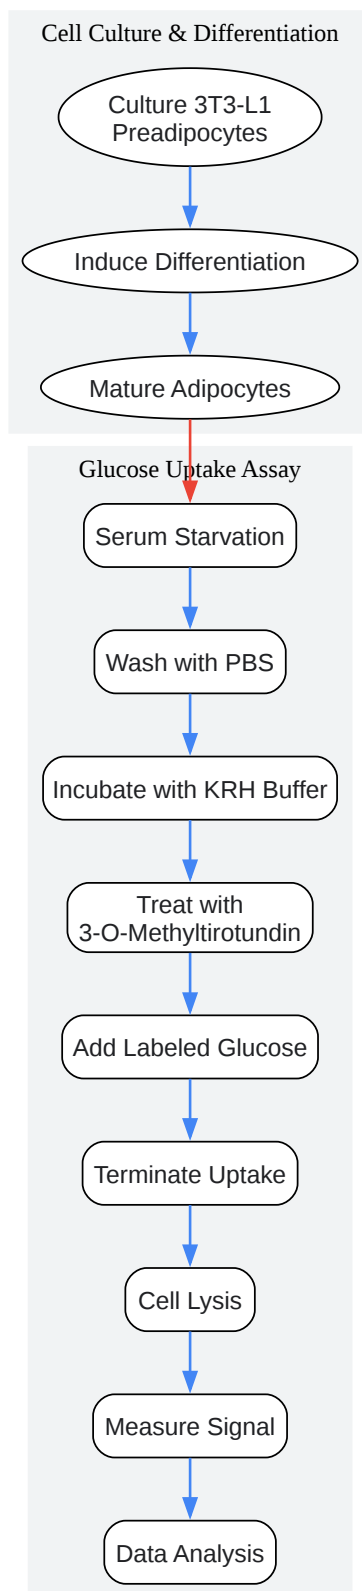 Cell Culture & Differentiation
Culture 3T3-L1
Preadipocytes
Induce Differentiation
Mature Adipocytes
Glucose Uptake Assay
Serum Starvation
Wash with PBS
Incubate with KRH Buffer
Treat with
3-O-Methyltirotundin
Add Labeled Glucose
Terminate Uptake
Cell Lysis
Measure Signal
Data Analysis